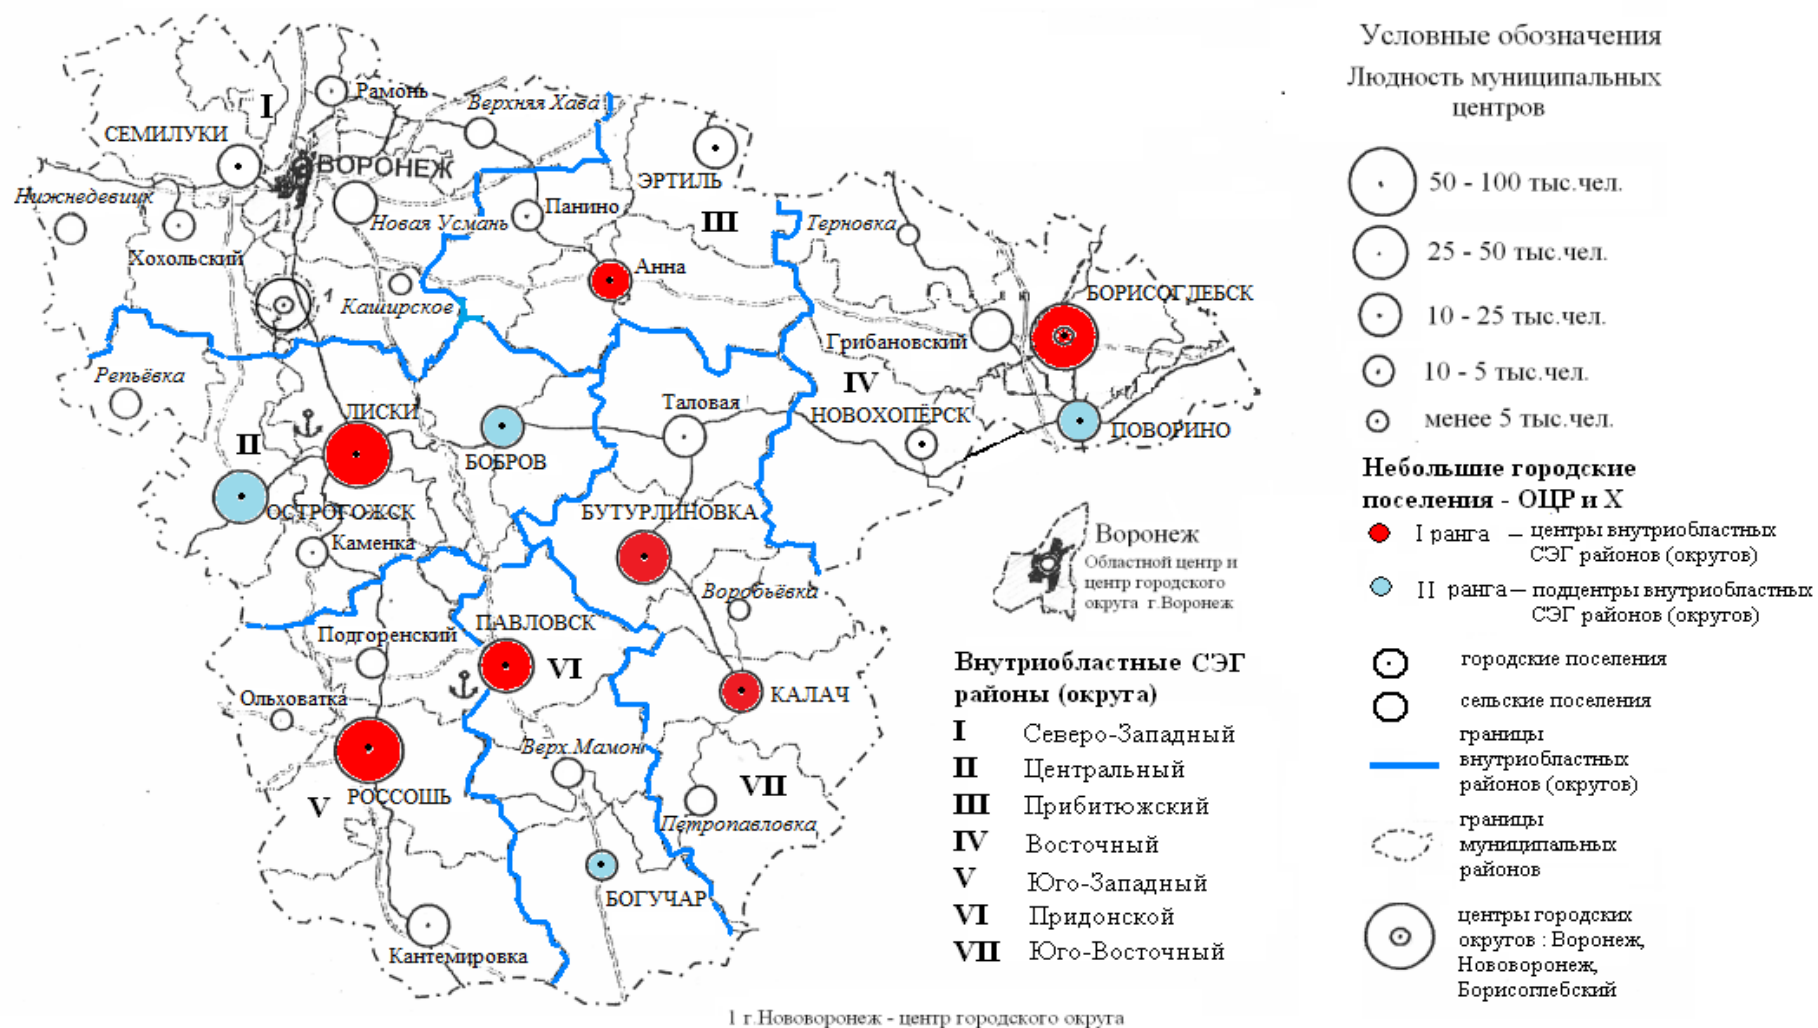 I
Рамонь
Верхняя Хава
СЕМИЛУКИ
ВОРОНЕЖ
ЭРТИЛЬ
Нижнедевицк
Новая Усмань
Панино
III
Терновка
Хохольский
Анна
1
Каширское
БОРИСОГЛЕБСК
Грибановский
Репьёвка
IV
ЛИСКИ
Таловая
НОВОХОПЁРСК
ПОВОРИНО
II
БОБРОВ
ОСТРОГОЖСК
БУТУРЛИНОВКА
Каменка
Воробьёвка
Подгоренский
ПАВЛОВСК
VI
Ольховатка
КАЛАЧ
Верх.Мамон
VII
V
РОССОШЬ
Петропавловка
БОГУЧАР
Кантемировка
Воронеж
Областной центр и
центр городского
округа г.Воронеж
Внутриобластные СЭГ
районы (округа)
I Северо-Западный
II Центральный
III Прибитюжский
IV Восточный
V Юго-Западный
VI Придонской
VII Юго-Восточный
1 г.Нововоронеж - центр городского округа
Условные обозначения
Людность муниципальных
центров
50 - 100 тыс.чел.
25 - 50 тыс.чел.
10 - 25 тыс.чел.
10 - 5 тыс.чел.
менее 5 тыс.чел.
Небольшие городские
поселения - ОЦР и Х
I ранга – центры внутриобластных
СЭГ районов (округов)
II ранга – подцентры внутриобластных
СЭГ районов (округов)
городские поселения
сельские поселения
границы
внутриобластных
районов (округов)
границы
муниципальных
районов
центры городских
округов : Воронеж,
Нововоронеж,
Борисоглебский